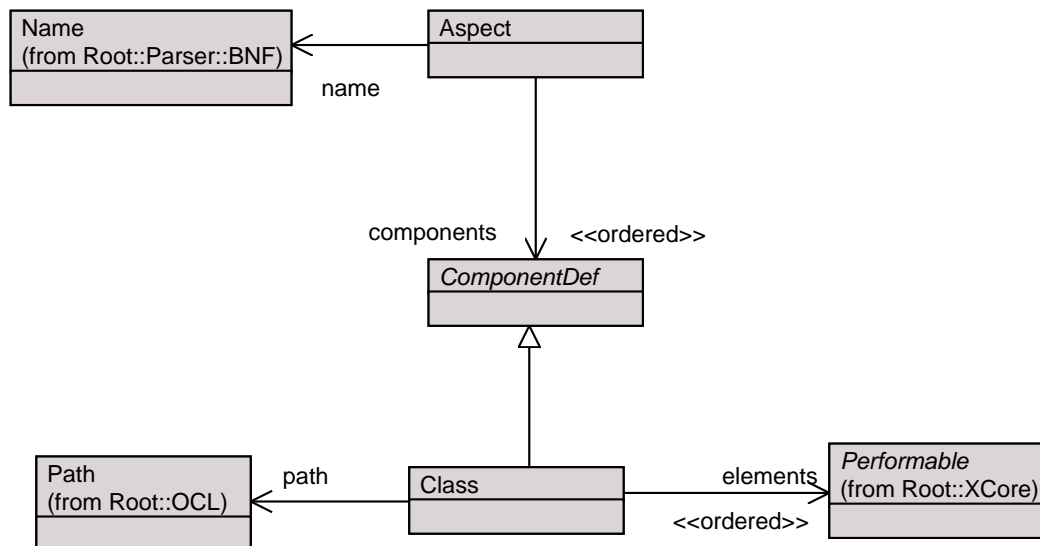 Name
(from Root::Parser::BNF)
Aspect
name
components
<<ordered>>
ComponentDef
Path
(from Root::OCL)
path
Class
elements
<<ordered>>
Performable
(from Root::XCore)